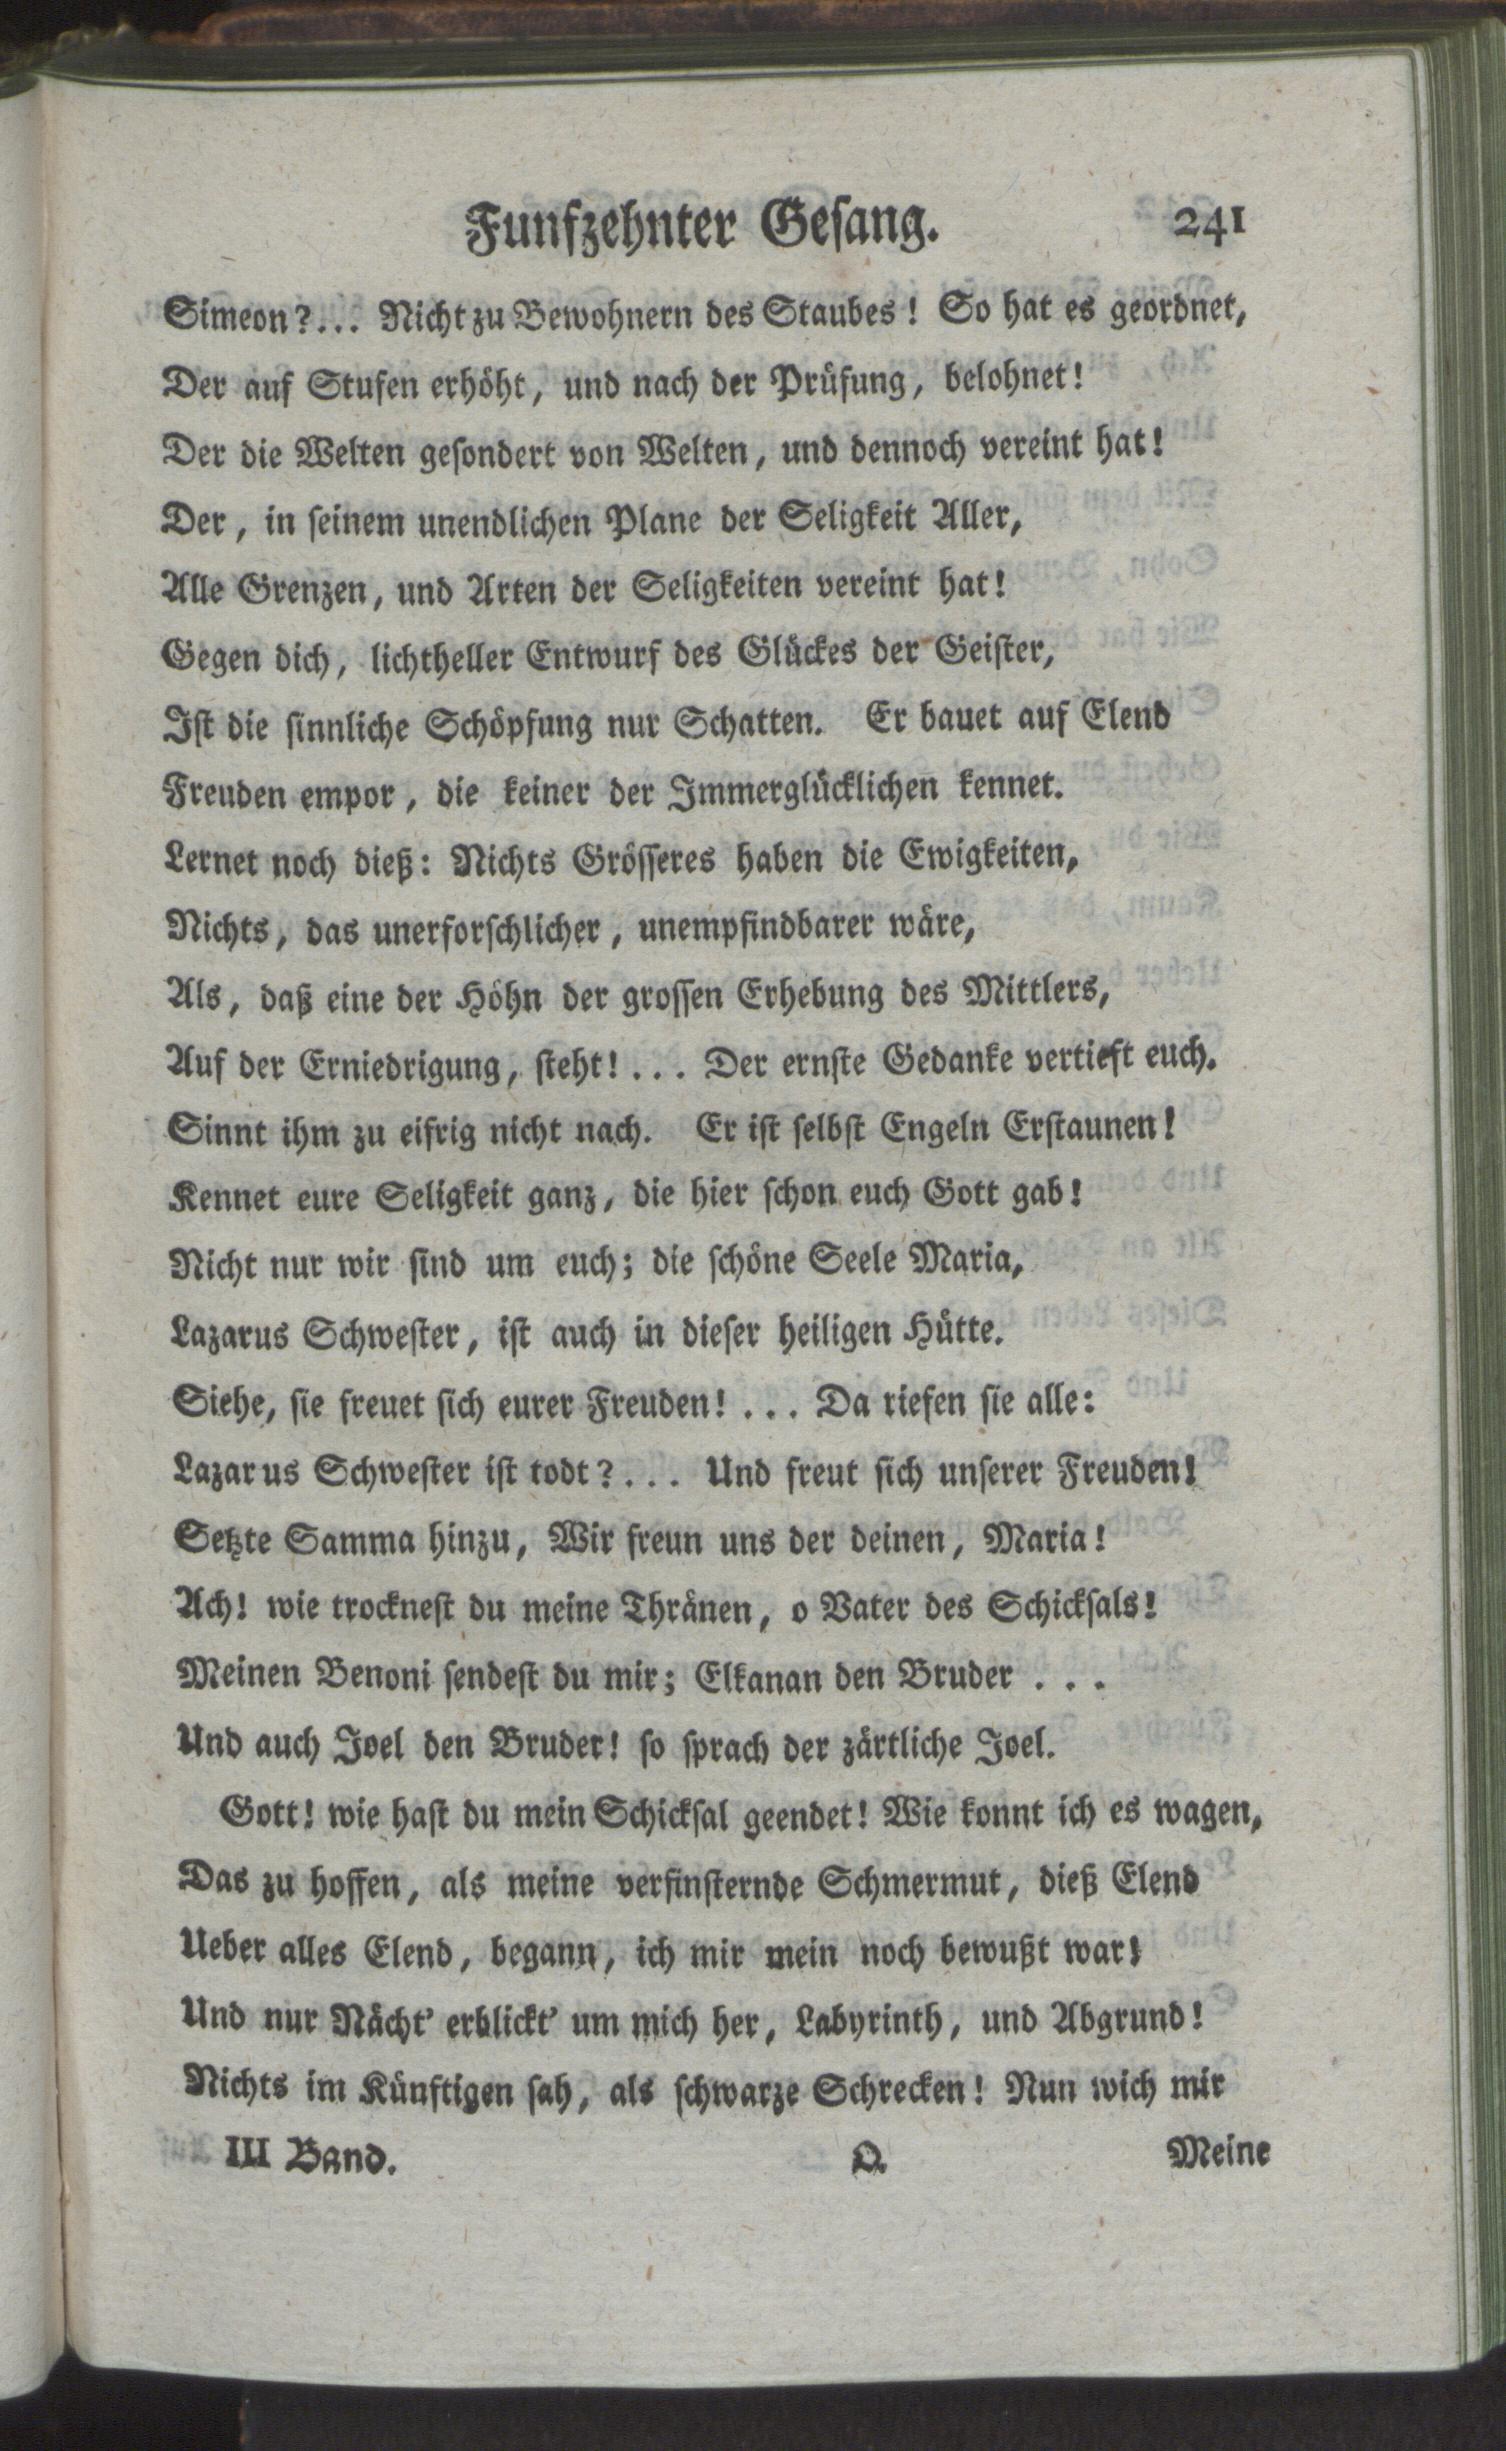 Funfzehnter Gesang. 241
Simeon?... Nicht zu Bewohnern des Staubes! So hat es geordnet,
Der auf Stufen erhöht, und nach der Prüfung, belohnet!
Der die Welten gesondert von Welten, und dennoch vereint hat!
Der, in seinem unendlichen Plane der Seligkeit Aller,
Alle Grenzen, und Arten der Seligkeiten vereint hat!
Gegen dich, lichtheller Entwurf des Glückes der Geister,
Ist die sinnliche Schöpfung nur Schatten. Er bauet auf Elend
Freuden empor, die keiner der Immerglücklichen kennet.
Lernet noch dieß: Nichts Grösseres haben die Ewigkeiten,
Nichts, das unerforschlicher, unempfindbarer wäre,
Als, daß eine der Höhn der grossen Erhebung des Mittlers,
Auf der Erniedrigung, steht!... Der ernste Gedanke vertieft euch.
Sinnt ihm zu eifrig nicht nach. Er ist selbst Engeln Erstaunen!
Kennet eure Seligkeit ganz, die hier schon euch Gott gab!
Nicht nur wir sind um euch; die schöne Seele Maria,
Lazarus Schwester, ist auch in dieser heiligen Hütte.
Siehe, sie freuet sich eurer Freuden!... Da riefen sie alle:
Lazarus Schwester ist todt?... Und freut sich unserer Freuden!
Setzte Samma hinzu, Wir freun uns der deinen, Maria!
Ach! wie trocknest du meine Thränen, o Vater des Schicksals!
Meinen Benoni sendest du mir; Elkanan den Bruder...
Und auch Joel den Bruder! so sprach der zärtliche Joel.
Gott! wie hast du mein Schicksal geendet! Wie konnt ich es wagen,
Das zu hoffen, als meine verfinsternde Schmermut, dieß Elend
Ueber alles Elend, begann, ich mir mein noch bewußt war!
Und nur Nächt' erblickt' um mich her, Labyrinth, und Abgrund!
Nichts im Künftigen sah, als schwarze Schrecken! Nun wich mir
III Band. Q Meine